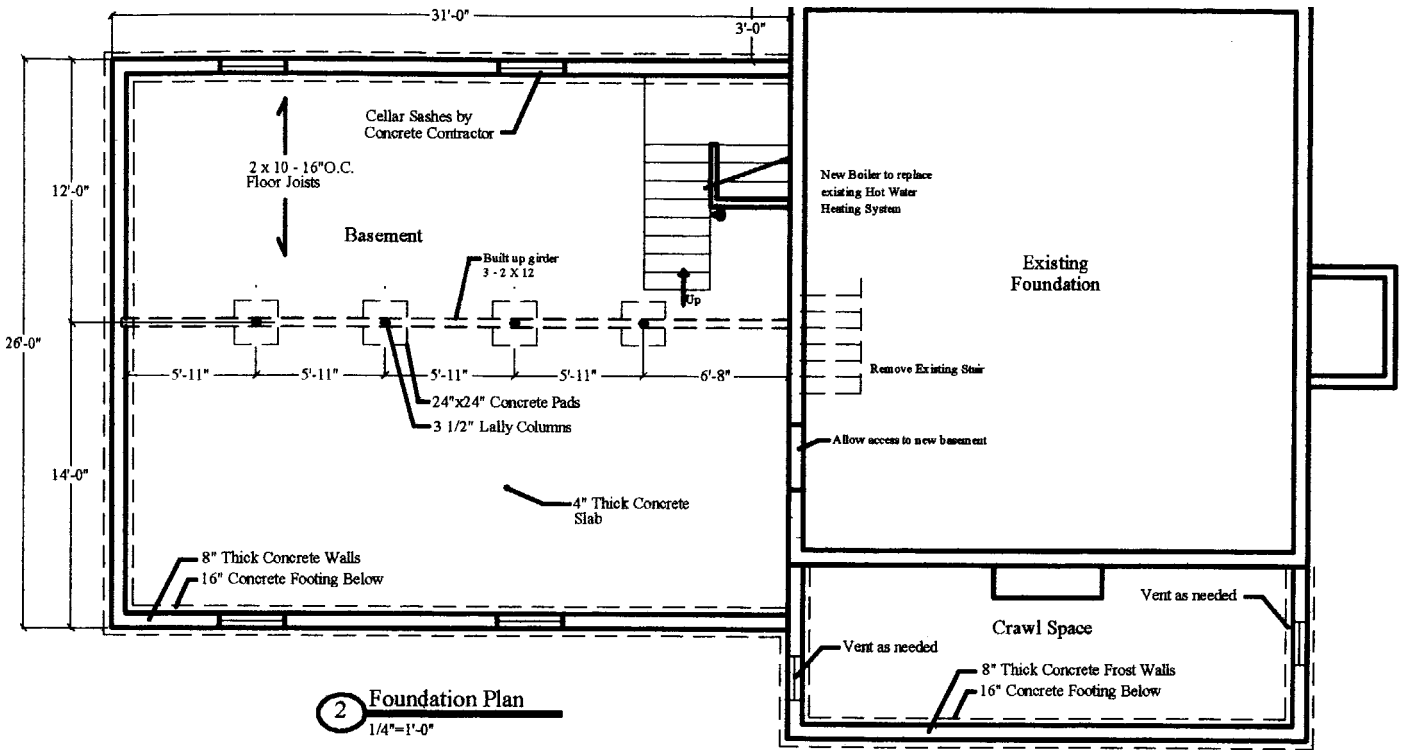 31'-0"
3'-0"
Cellar Sashes by
Concrete Contractor
2 x 10 - 16"O.C.
Floor Joists
12'-0"
New Boiler to replace
existing Hot Water
Heating System
Basement
Built up girder
3 - 2 X 12
Existing
Foundation
Up
26'-0"
5'-11"
5'-11"
5'-11"
5'-11"
6'-8"
Remove Existing Stair
24"x24" Concrete Pads
3 1/2" Lally Columns
Allow access to new basement
14'-0"
4" Thick Concrete
Slab
8" Thick Concrete Walls
16" Concrete Footing Below
Vent as needed
Crawl Space
Vent as needed
8" Thick Concrete Frost Walls
16" Concrete Footing Below
2 Foundation Plan
1/4"=1'-0"